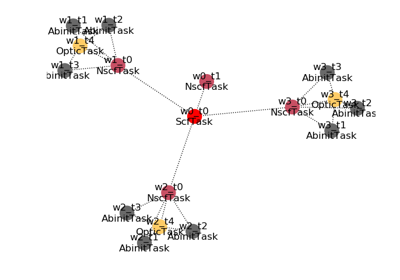 w1_t1
AbinitTask
w1_t2
AbinitTask
w1_t4
OpticTask
w1_t3
AbinitTask
w1_t0
NscfTask
w0_t1
NscfTask
w0_t0
ScfTask
w3_t3
AbinitTask
w3_t4
OpticTask
w3_t2
AbinitTask
w3_t0
NscfTask
w3_t1
AbinitTask
w2_t0
NscfTask
w2_t3
AbinitTask
w2_t4
OpticTask
w2_t2
AbinitTask
w2_t1
AbinitTask